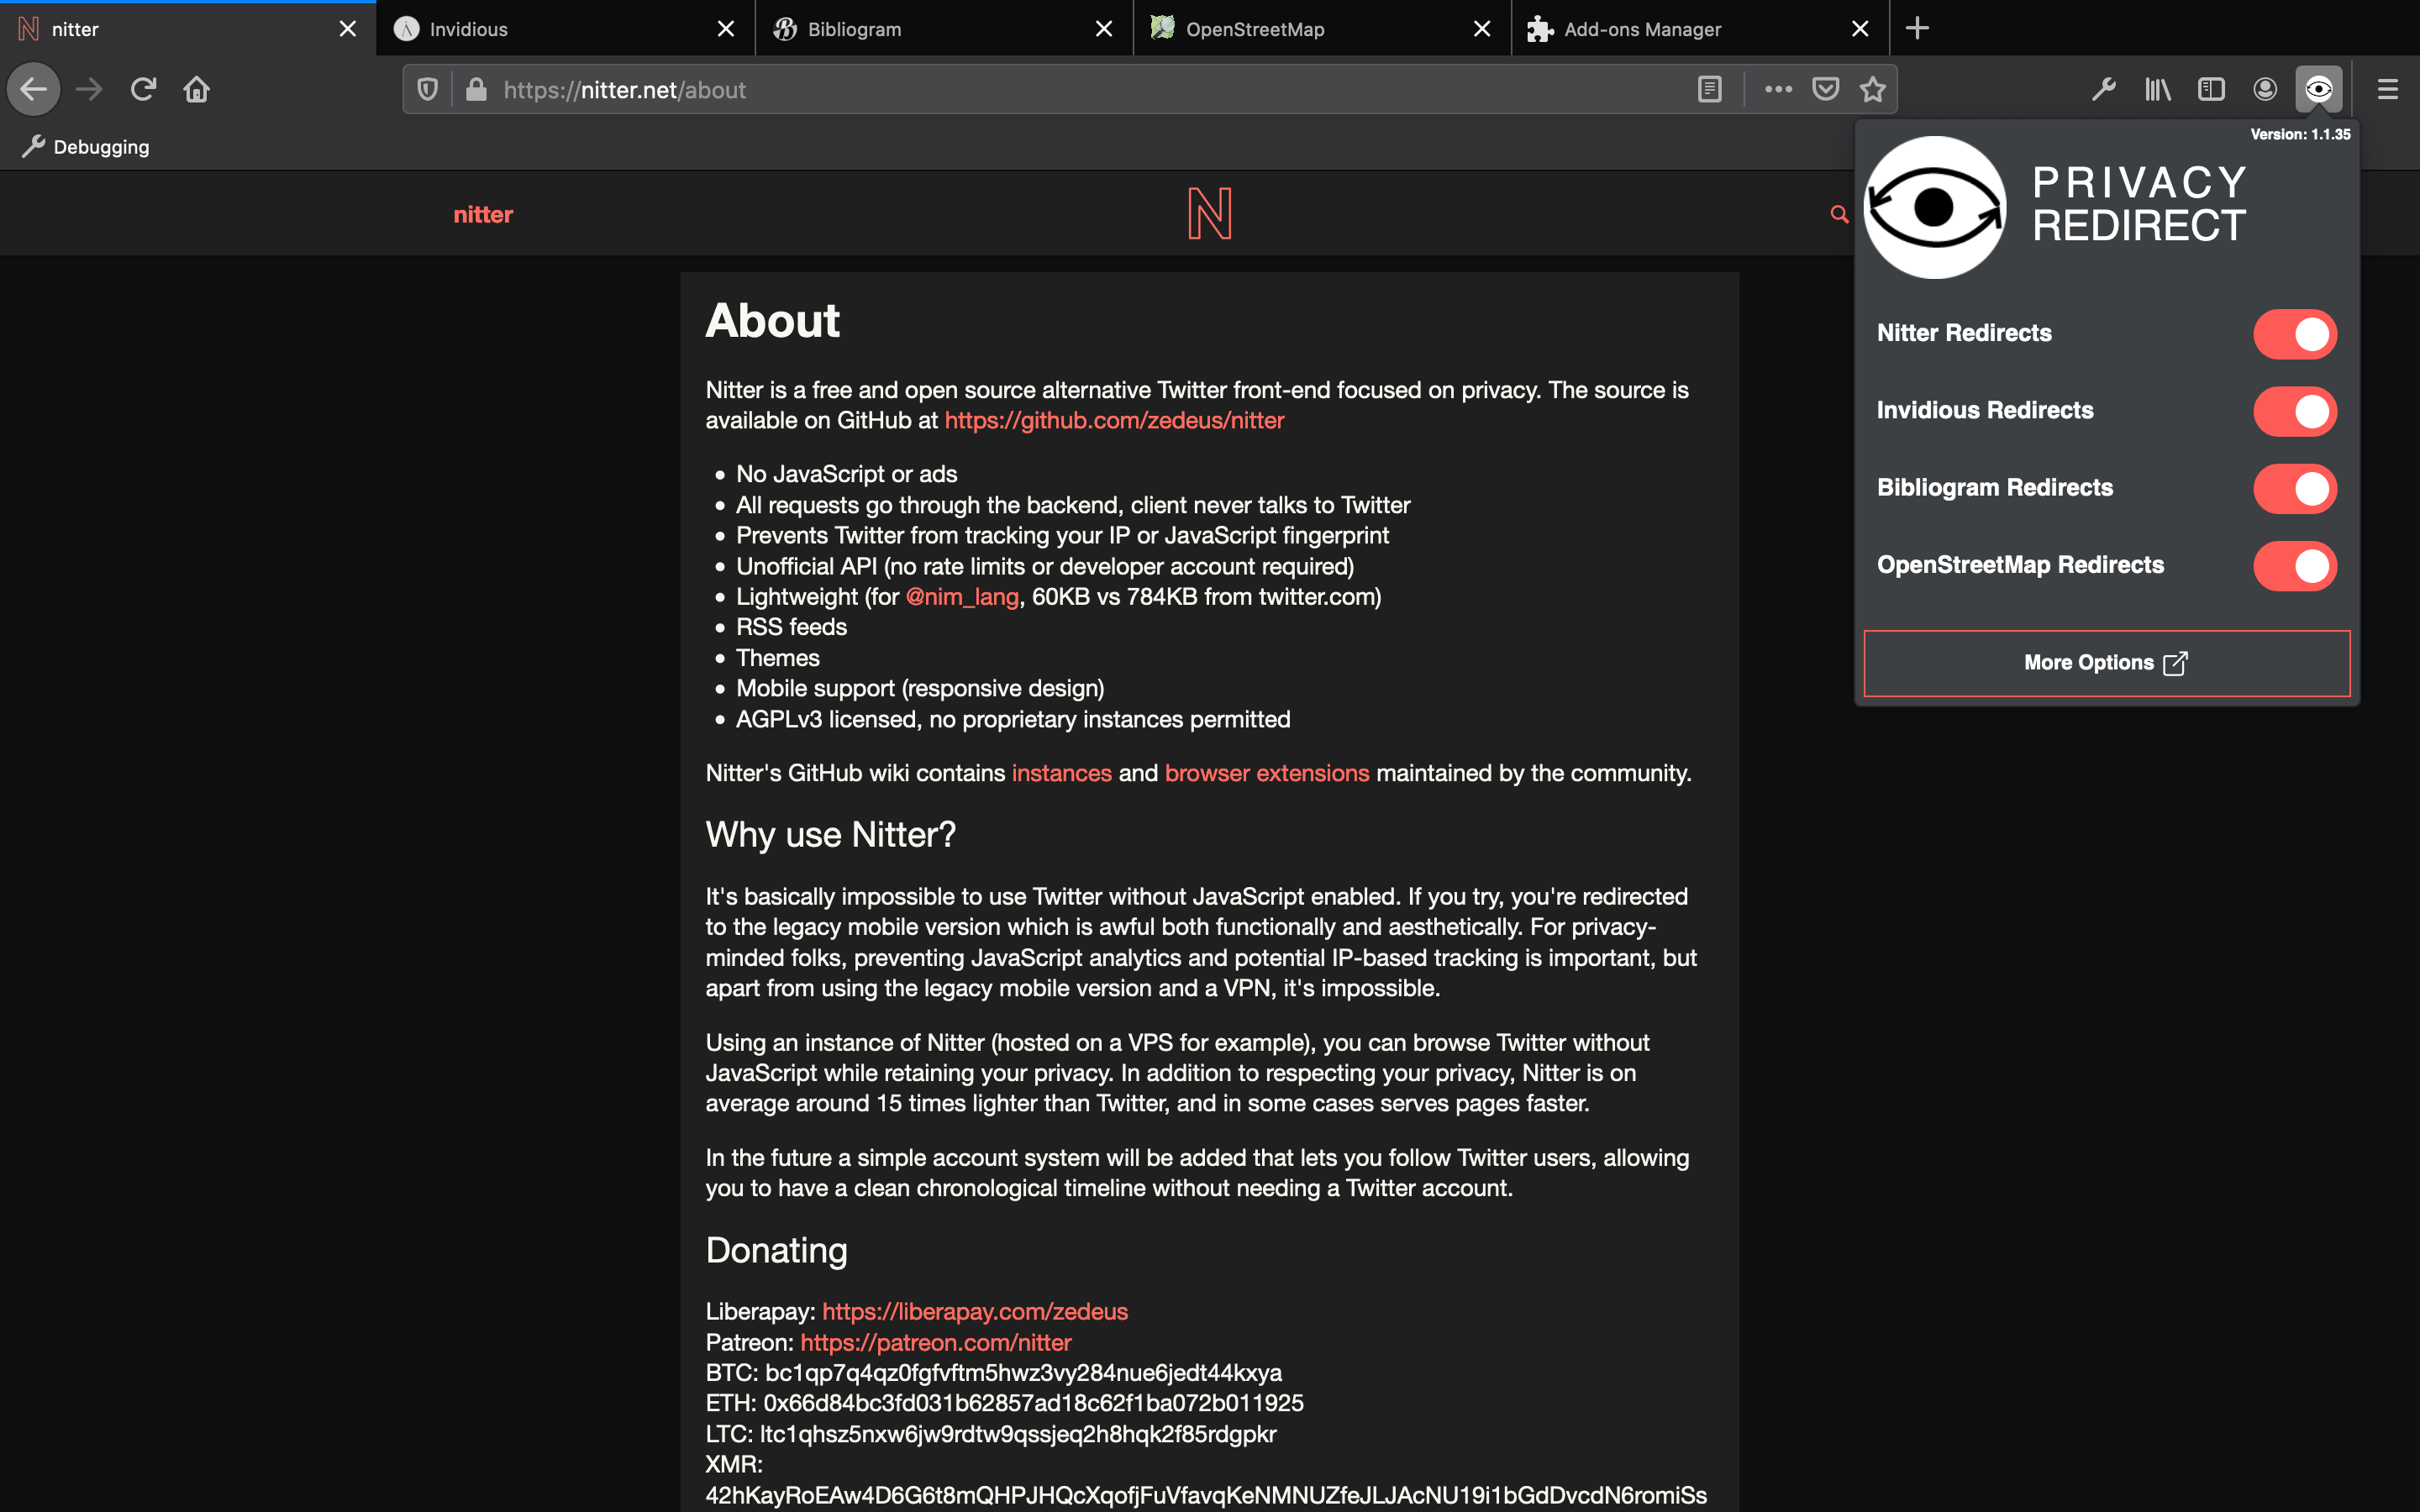 nitter
Invidious
Bibliogram
OpenStreetMap
Add-ons Manager
https://nitter.net/about
Debugging
nitter
N
Version: 1.1.35
PRIVACY
REDIRECT
Nitter Redirects
Invidious Redirects
Bibliogram Redirects
OpenStreetMap Redirects
More Options
About
Nitter is a free and open source alternative Twitter front-end focused on privacy. The source is
available on GitHub at https://github.com/zedeus/nitter
• No JavaScript or ads
• All requests go through the backend, client never talks to Twitter
• Prevents Twitter from tracking your IP or JavaScript fingerprint
• Unofficial API (no rate limits or developer account required)
• Lightweight (for @nim_lang, 60KB vs 784KB from twitter.com)
• RSS feeds
• Themes
• Mobile support (responsive design)
• AGPLv3 licensed, no proprietary instances permitted
Nitter's GitHub wiki contains instances and browser extensions maintained by the community.
Why use Nitter?
It's basically impossible to use Twitter without JavaScript enabled. If you try, you're redirected
to the legacy mobile version which is awful both functionally and aesthetically. For privacy-
minded folks, preventing JavaScript analytics and potential IP-based tracking is important, but
apart from using the legacy mobile version and a VPN, it's impossible.
Using an instance of Nitter (hosted on a VPS for example), you can browse Twitter without
JavaScript while retaining your privacy. In addition to respecting your privacy, Nitter is on
average around 15 times lighter than Twitter, and in some cases serves pages faster.
In the future a simple account system will be added that lets you follow Twitter users, allowing
you to have a clean chronological timeline without needing a Twitter account.
Donating
Liberapay: https://liberapay.com/zedeus
Patreon: https://patreon.com/nitter
BTC: bc1qp7q4qz0fgfvftm5hwz3vy284nue6jedt44kxya
ETH: 0x66d84bc3fd031b62857ad18c62f1ba072b011925
LTC: ltc1qhsz5nxw6jw9rdtw9qssjeq2h8hqk2f85rdgpkr
XMR:
42hKayRoEAw4D6G6t8mQHPJHQcXqofjFuVfavqKeNMNUZfeJLJAcNU19i1bGdDvcdN6romiSs